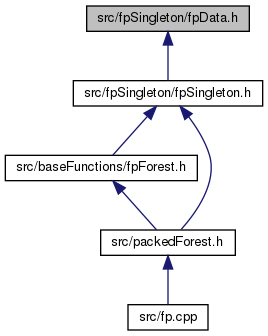 src/fpSingleton/fpData.h
src/fpSingleton/fpSingleton.h
src/baseFunctions/fpForest.h
src/packedForest.h
src/fp.cpp